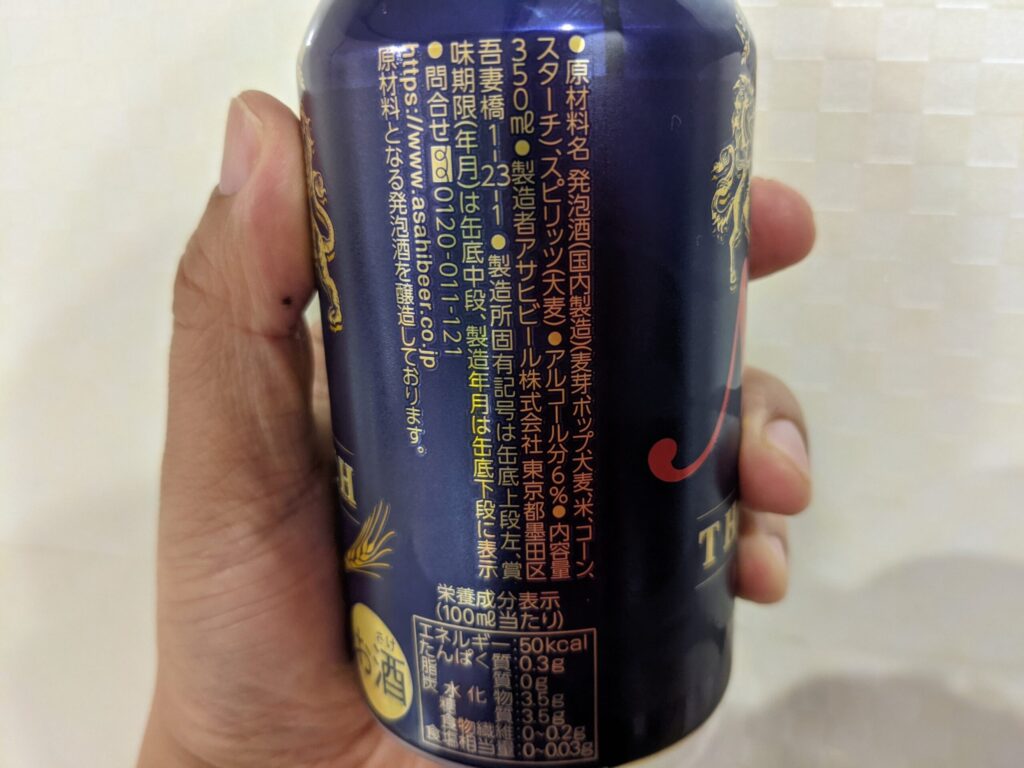 ●原材料名 発泡酒(国内製造)(麦芽、ホップ、大麦、米、コーン、
スターチ)、スピリッツ(大麦)●アルコール分6%●内容量
350㎖●製造者アサヒビール株式会社 東京都墨田区
吾妻橋1-23-1●製造所固有記号は缶底上段左、賞
味期限(年月)は缶底中段、製造年月は缶底下段に表示
●問合せ 0120-011-121
https://www.asahibeer.co.jp
原材料となる発泡酒を醸造しております。
栄養成分表示
(100㎖当たり)
エネルギー:50kcal
たんぱく質:0.3g
脂質:0g
炭水化物:3.5g
糖質:3.5g
食物繊維:0~0.2g
食塩相当量:0~0.03g
お酒
さけ
TH
H